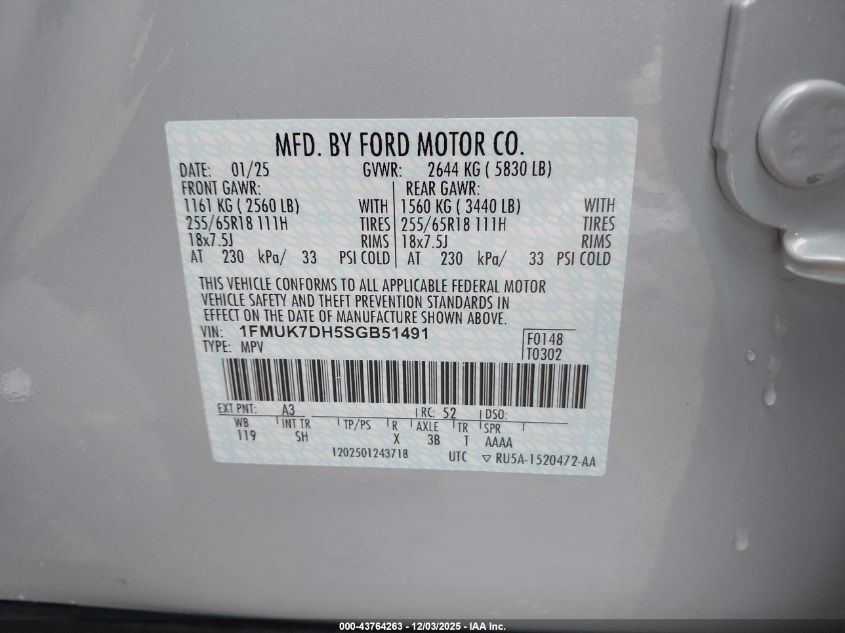 MFD. BY FORD MOTOR CO.
DATE: 01/25 GVWR: 2644 KG ( 5830 LB)
FRONT GAWR: REAR GAWR:
1161 KG ( 2560 LB) WITH 1560 KG ( 3440 LB) WITH
255/65R18 111H TIRES 255/65R18 111H TIRES
18x7.5J RIMS 18x7.5J RIMS
AT 230 kPa/ 33 PSI COLD AT 230 kPa/ 33 PSI COLD
THIS VEHICLE CONFORMS TO ALL APPLICABLE FEDERAL MOTOR
VEHICLE SAFETY AND THEFT PREVENTION STANDARDS IN
EFFECT ON THE DATE OF MANUFACTURE SHOWN ABOVE.
VIN: 1FMUK7DH5SGB51491
TYPE: MPV
F0148
T0302
EXT PNT: A3 RC: 52 DSO:
WB INT TR TP/PS R AXLE TR SPR
119 SH X 3B T AAAA
1202501243718 UTC ▽ RU5A-1520472-AA
000-43764263 - 12/03/2025 - IAA Inc.